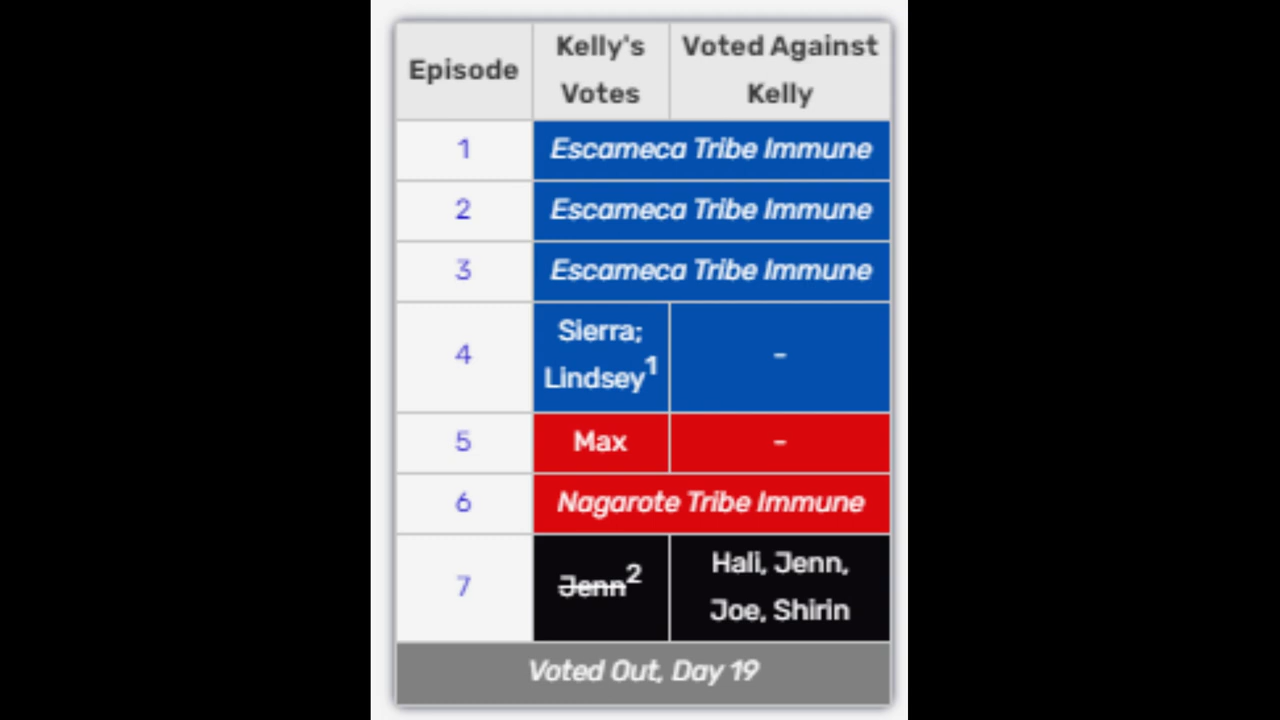 Episode
Kelly's
Votes
Voted Against
Kelly
1
Escameca Tribe Immune
2
Escameca Tribe Immune
3
Escameca Tribe Immune
4
Sierra;
Lindsey1
-
5
Max
-
6
Nagarote Tribe Immune
7
Jenn2
Hali, Jenn,
Joe, Shirin
Voted Out, Day 19